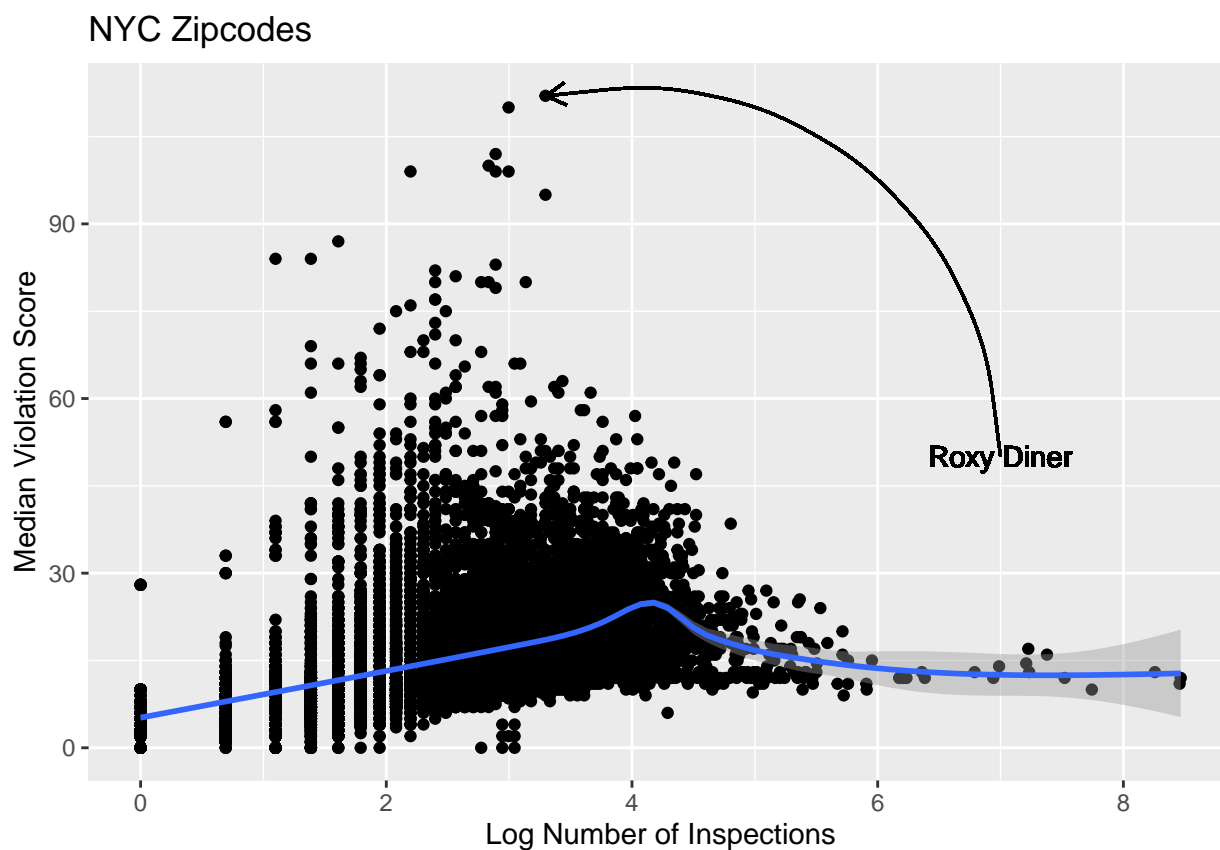 NYC Zipcodes
Median Violation Score
90
60
30
0
Roxy Diner
0 2 4 6 8
Log Number of Inspections